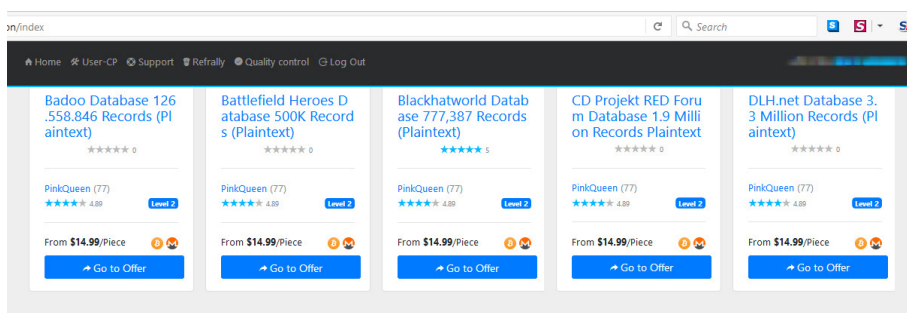 on/index
Search
Home User-CP Support Refrally Quality control Log Out
Badoo Database 126
.558.846 Records (Pl
aintext)
0
PinkQueen (77)
4.89 Level 2
From $14.99/Piece
Go to Offer
Battlefield Heroes D
atabase 500K Record
s (Plaintext)
0
PinkQueen (77)
4.89 Level 2
From $14.99/Piece
Go to Offer
Blackhatworld Datab
ase 777,387 Records
(Plaintext)
5
PinkQueen (77)
4.89 Level 2
From $14.99/Piece
Go to Offer
CD Projekt RED Foru
m Database 1.9 Milli
on Records Plaintext
0
PinkQueen (77)
4.89 Level 2
From $14.99/Piece
Go to Offer
DLH.net Database 3.
3 Million Records (Pl
aintext)
0
PinkQueen (77)
4.89 Level 2
From $14.99/Piece
Go to Offer